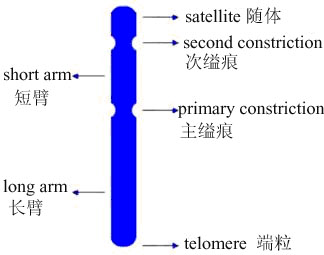 satellite 随体
second constriction
次缢痕
short arm
短臂
primary constriction
主缢痕
long arm
长臂
telomere 端粒